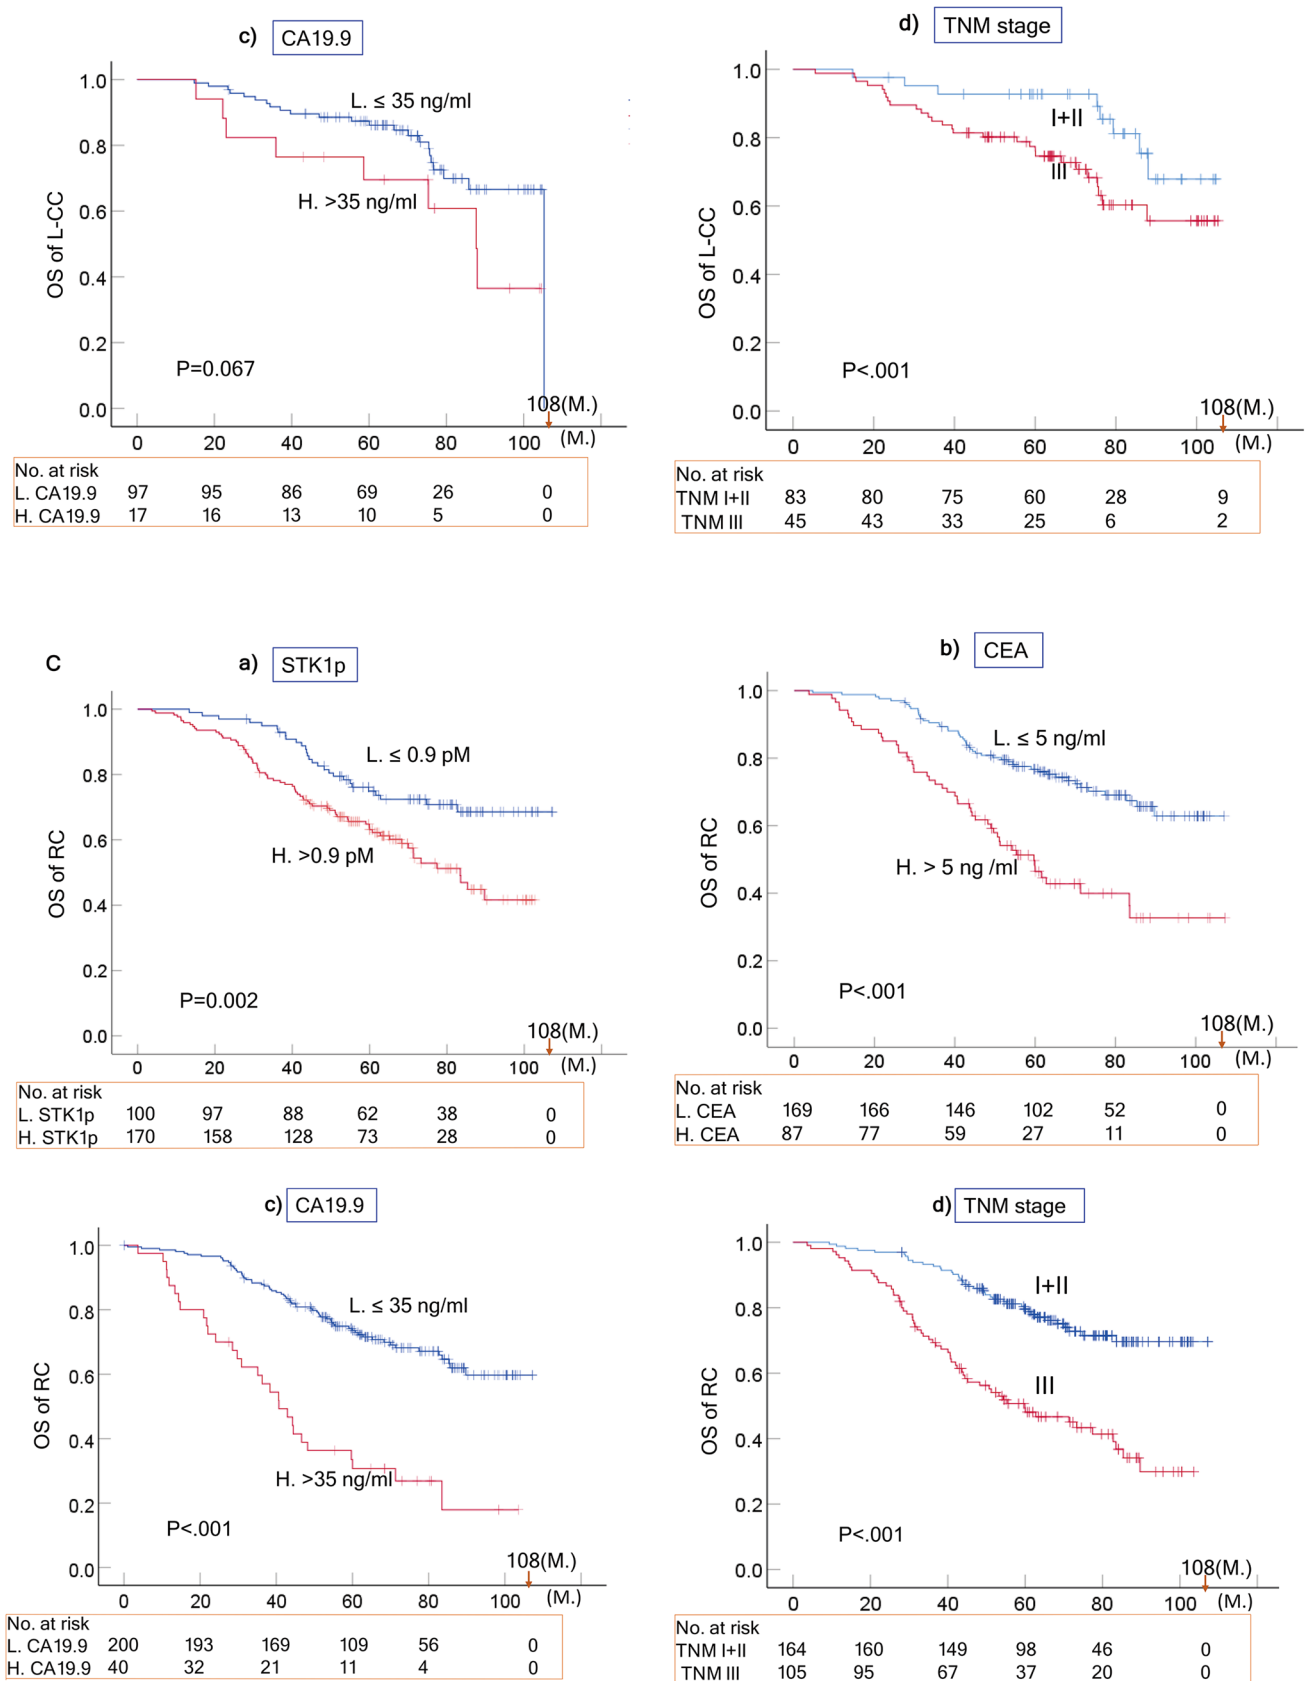 c) CA19.9
1.0
0.8
0.6
0.4
0.2
0.0
OS of L-CC
L. ≤ 35 ng/ml
H. >35 ng/ml
P=0.067
108(M.)
0 20 40 60 80 100 (M.)
No. at risk
L. CA19.9 97 95 86 69 26 0
H. CA19.9 17 16 13 10 5 0
d) TNM stage
1.0
0.8
0.6
0.4
0.2
0.0
OS of L-CC
I+II
III
P<.001
108(M.)
0 20 40 60 80 100 (M.)
No. at risk
TNM I+II 83 80 75 60 28 9
TNM III 45 43 33 25 6 2
C a) STK1p
1.0
0.8
0.6
0.4
0.2
0.0
OS of RC
L. ≤ 0.9 pM
H. >0.9 pM
P=0.002
108(M.)
0 20 40 60 80 100 (M.)
No. at risk
L. STK1p 100 97 88 62 38 0
H. STK1p 170 158 128 73 28 0
b) CEA
1.0
0.8
0.6
0.4
0.2
0.0
OS of RC
L. ≤ 5 ng/ml
H. > 5 ng /ml
P<.001
108(M.)
0 20 40 60 80 100 (M.)
No. at risk
L. CEA 169 166 146 102 52 0
H. CEA 87 77 59 27 11 0
c) CA19.9
1.0
0.8
0.6
0.4
0.2
0.0
OS of RC
L. ≤ 35 ng/ml
H. >35 ng/ml
P<.001
108(M.)
0 20 40 60 80 100 (M.)
No. at risk
L. CA19.9 200 193 169 109 56 0
H. CA19.9 40 32 21 11 4 0
d) TNM stage
1.0
0.8
0.6
0.4
0.2
0.0
OS of RC
I+II
III
P<.001
108(M.)
0 20 40 60 80 100 (M.)
No. at risk
TNM I+II 164 160 149 98 46 0
TNM III 105 95 67 37 20 0